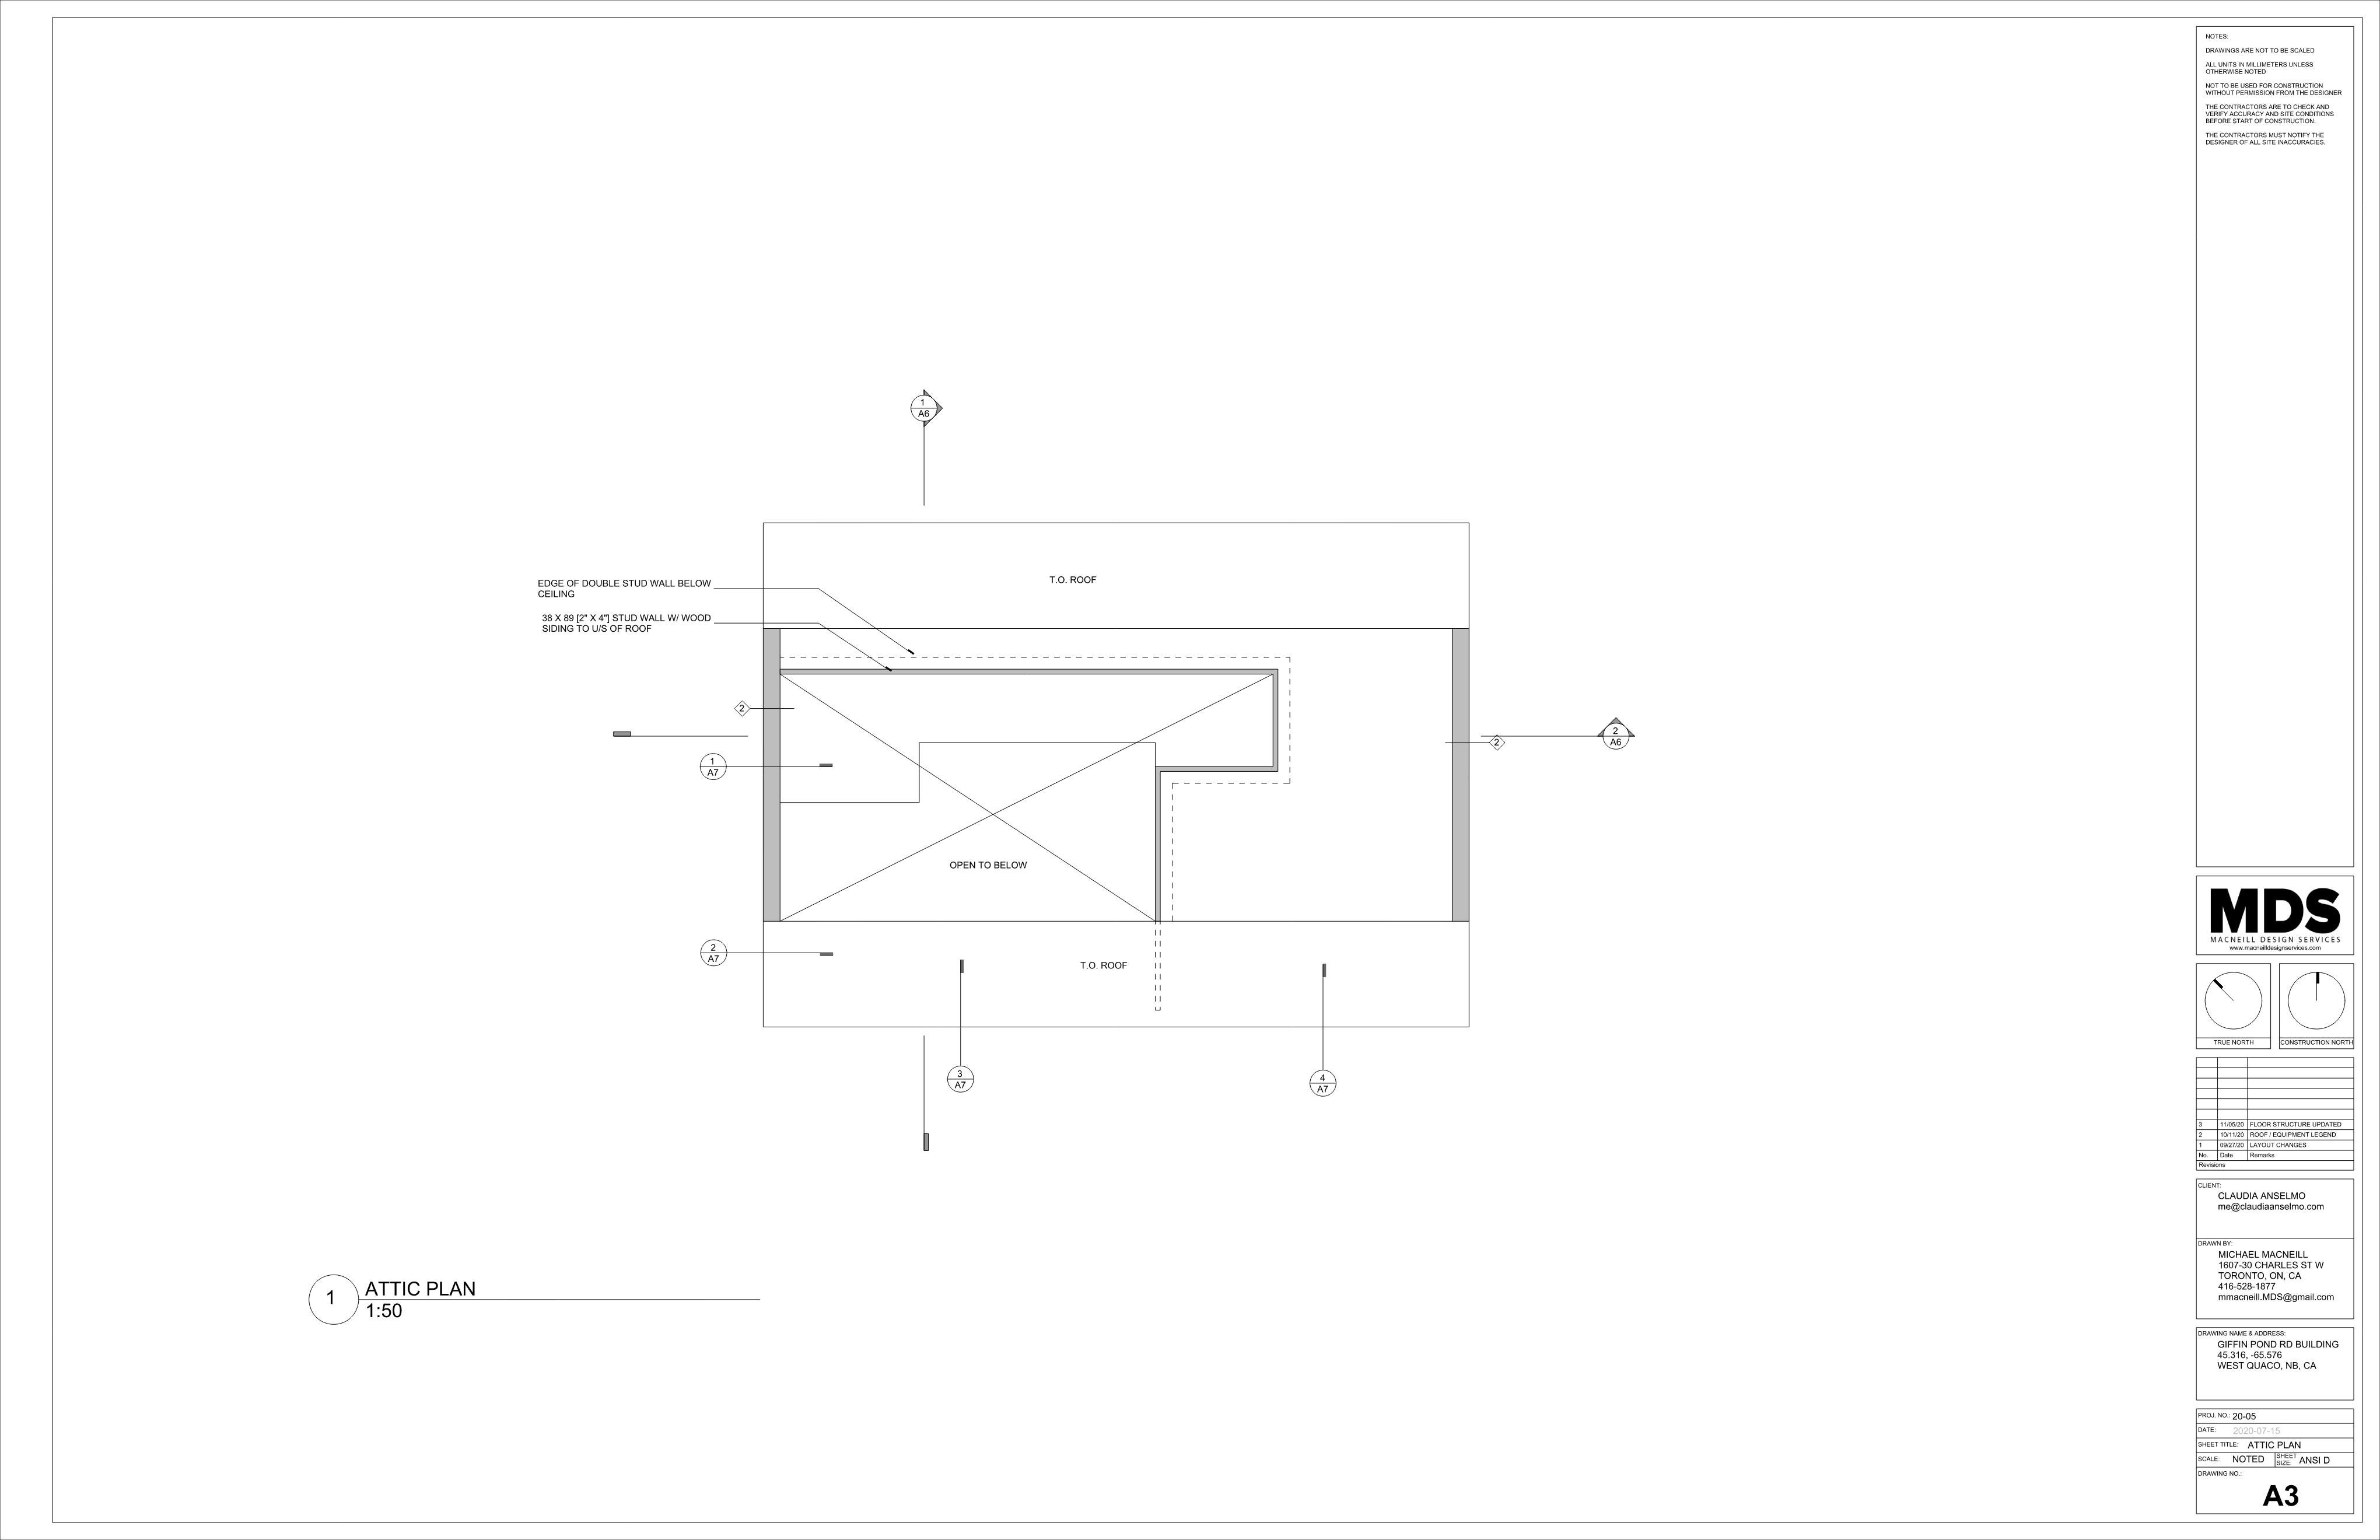 NOTES:
DRAWINGS ARE NOT TO BE SCALED
ALL UNITS IN MILLIMETERS UNLESS
OTHERWISE NOTED
NOT TO BE USED FOR CONSTRUCTION
WITHOUT PERMISSION FROM THE DESIGNER
THE CONTRACTORS ARE TO CHECK AND
VERIFY ACCURACY AND SITE CONDITIONS
BEFORE START OF CONSTRUCTION.
THE CONTRACTORS MUST NOTIFY THE
DESIGNER OF ALL SITE INACCURACIES.
1
A6
T.O. ROOF
EDGE OF DOUBLE STUD WALL BELOW
CEILING
38 X 89 [2" X 4"] STUD WALL W/ WOOD
SIDING TO U/S OF ROOF
2
2
A6
2
1
A7
OPEN TO BELOW
2
A7
T.O. ROOF
3
A7
4
A7
1
ATTIC PLAN
1:50
MDS
MACNEILL DESIGN SERVICES
www.macneilldesignservices.com
TRUE NORTH
CONSTRUCTION NORTH
3 11/05/20 FLOOR STRUCTURE UPDATED
2 10/11/20 ROOF / EQUIPMENT LEGEND
1 09/27/20 LAYOUT CHANGES
No. Date Remarks
Revisions
CLIENT:
CLAUDIA ANSELMO
me@claudiaanselmo.com
DRAWN BY:
MICHAEL MACNEILL
1607-30 CHARLES ST W
TORONTO, ON, CA
416-528-1877
mmacneill.MDS@gmail.com
DRAWING NAME & ADDRESS:
GIFFIN POND RD BUILDING
45.316, -65.576
WEST QUACO, NB, CA
PROJ. NO.: 20-05
DATE: 2020-07-15
SHEET TITLE: ATTIC PLAN
SCALE: NOTED SHEET SIZE: ANSI D
DRAWING NO.:
A3